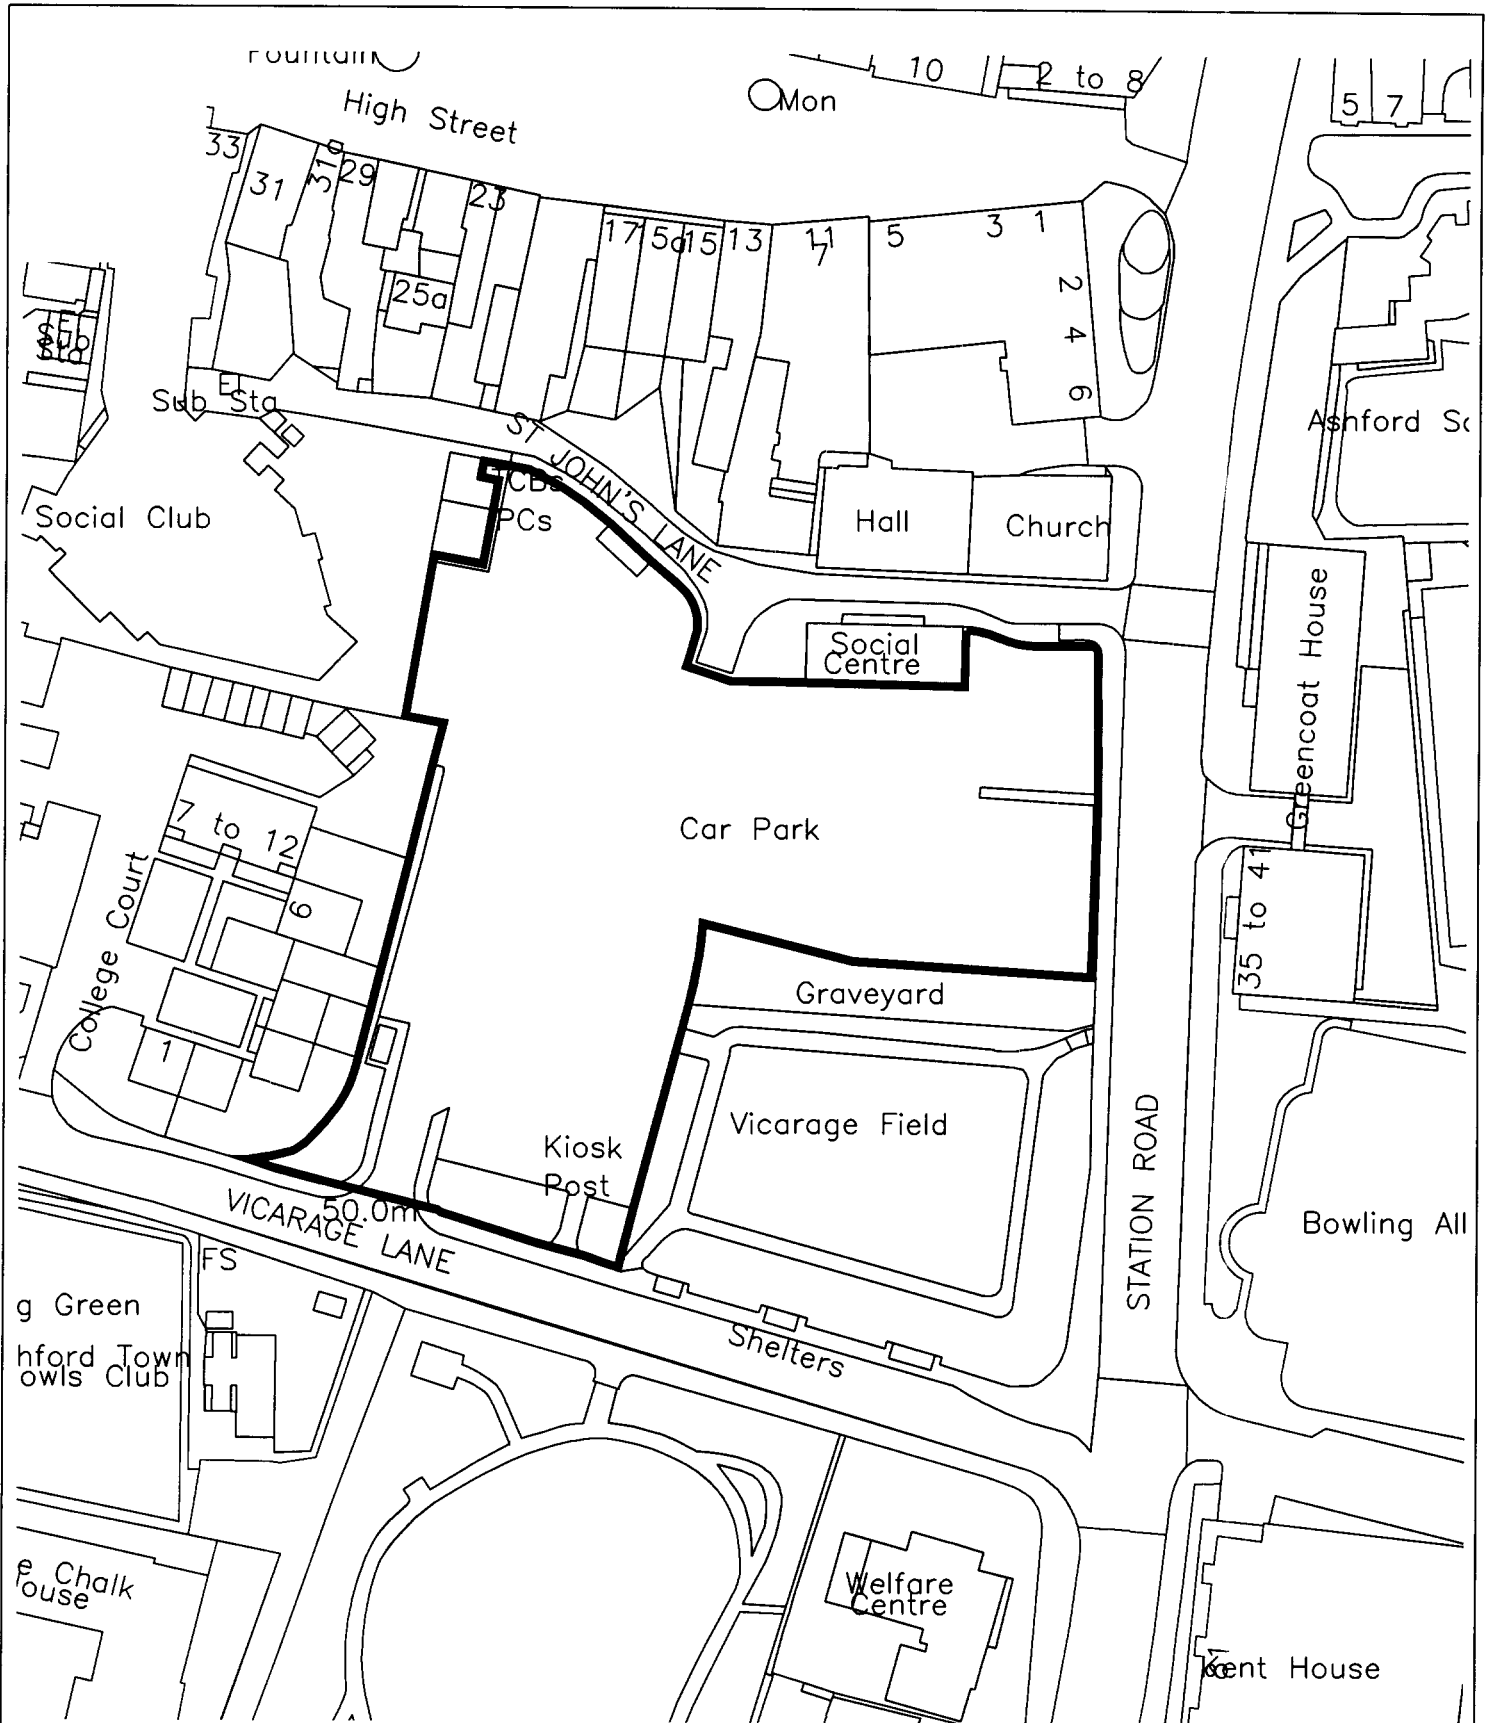 Fountain
High Street
Mon
10
2 to 8
5
7
33
31
31a
29
23
25a
17
15
13
11
7
5
3
1
2
4
6
El
Sub
Sta
Sub Sta
El
Ashford Sc
ST JOHN'S LANE
TCBs
PCs
Social Club
Hall
Church
Social
Centre
Greencoat House
Car Park
7 to 12
6
College Court
1
35 to 41
Graveyard
Vicarage Field
Kiosk
Post
50.0m
VICARAGE LANE
STATION ROAD
Bowling All
FS
g Green
hford Town
owls Club
Shelters
e Chalk
ouse
Welfare
Centre
Kent House